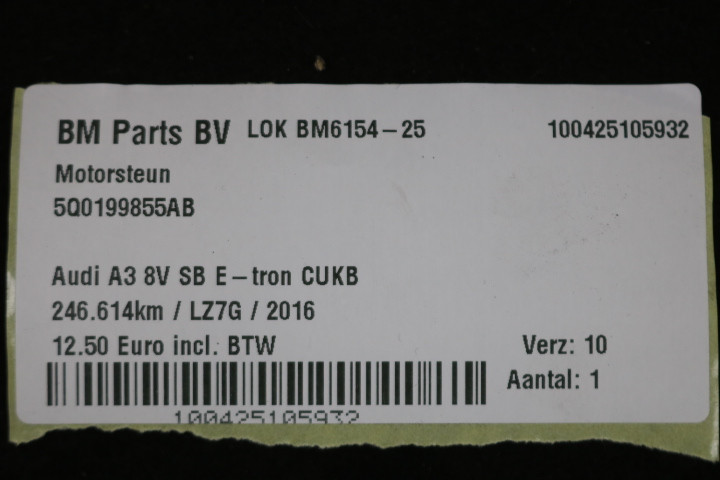 BM Parts BV LOK BM6154-25 100425105932
Motorsteun
5Q0199855AB
Audi A3 8V SB E-tron CUKB
246.614km / LZ7G / 2016
12.50 Euro incl. BTW Verz: 10
Aantal: 1
100425105932